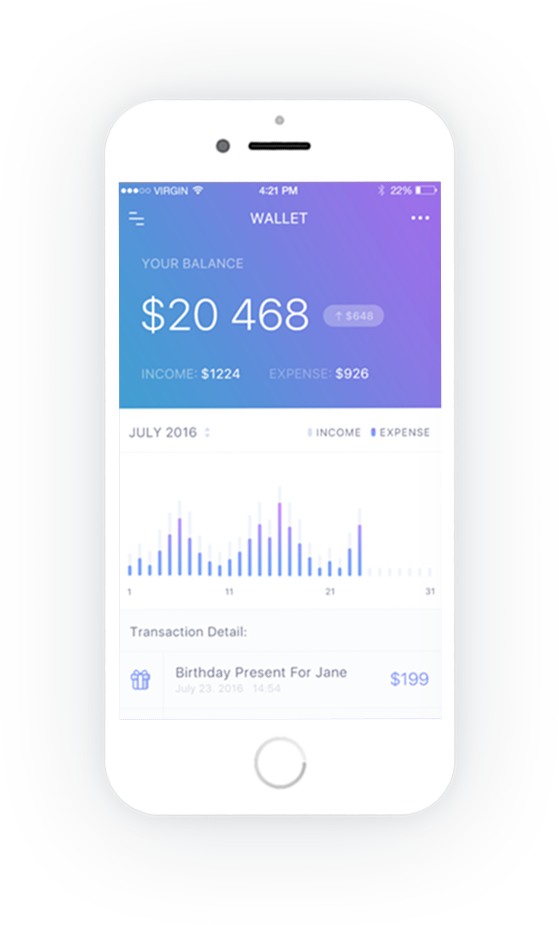 VIRGIN 4:21 PM 22%
WALLET
YOUR BALANCE
$20 468 ↑ $648
INCOME: $1224 EXPENSE: $926
JULY 2016 INCOME EXPENSE
1 11 21 31
Transaction Detail:
Birthday Present For Jane $199
July 23. 2016 14:54